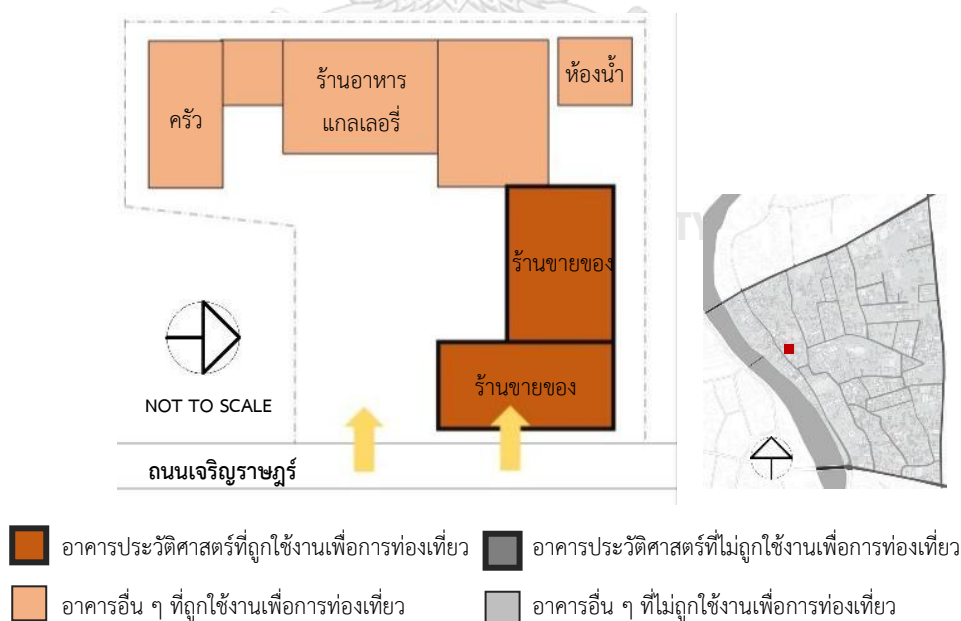 ครัว
ร้านอาหาร
แกลเลอรี่
ห้องน้ำ
ร้านขายของ
ร้านขายของ
NOT TO SCALE
ถนนเจริญราษฎร์
TY
อาคารประวัติศาสตร์ที่ถูกใช้งานเพื่อการท่องเที่ยว
อาคารประวัติศาสตร์ที่ไม่ถูกใช้งานเพื่อการท่องเที่ยว
อาคารอื่น ๆ ที่ถูกใช้งานเพื่อการท่องเที่ยว
อาคารอื่น ๆ ที่ไม่ถูกใช้งานเพื่อการท่องเที่ยว